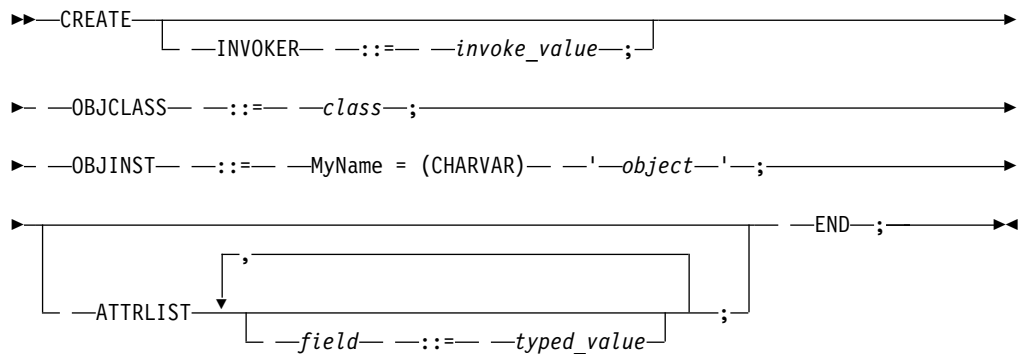 CREATE
INVOKER ::= invoke_value ;
OBJCLASS ::= class ;
OBJINST ::= MyName = (CHARVAR) ' object ' ;
END ;
,
ATTRLIST ;
field ::= typed_value